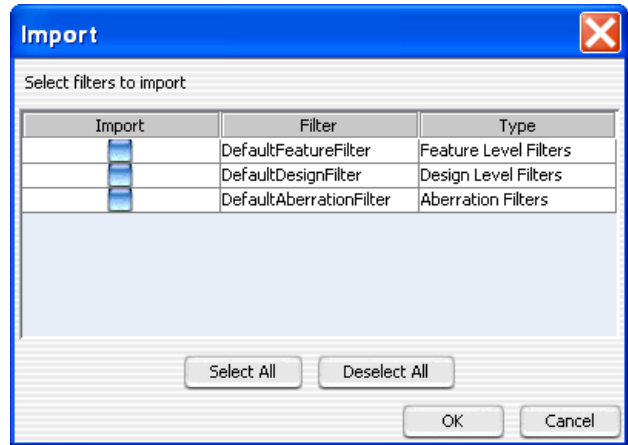 Import
Select filters to import
Import Filter Type
DefaultFeatureFilter Feature Level Filters
DefaultDesignFilter Design Level Filters
DefaultAberrationFilter Aberration Filters
Select All Deselect All
OK Cancel